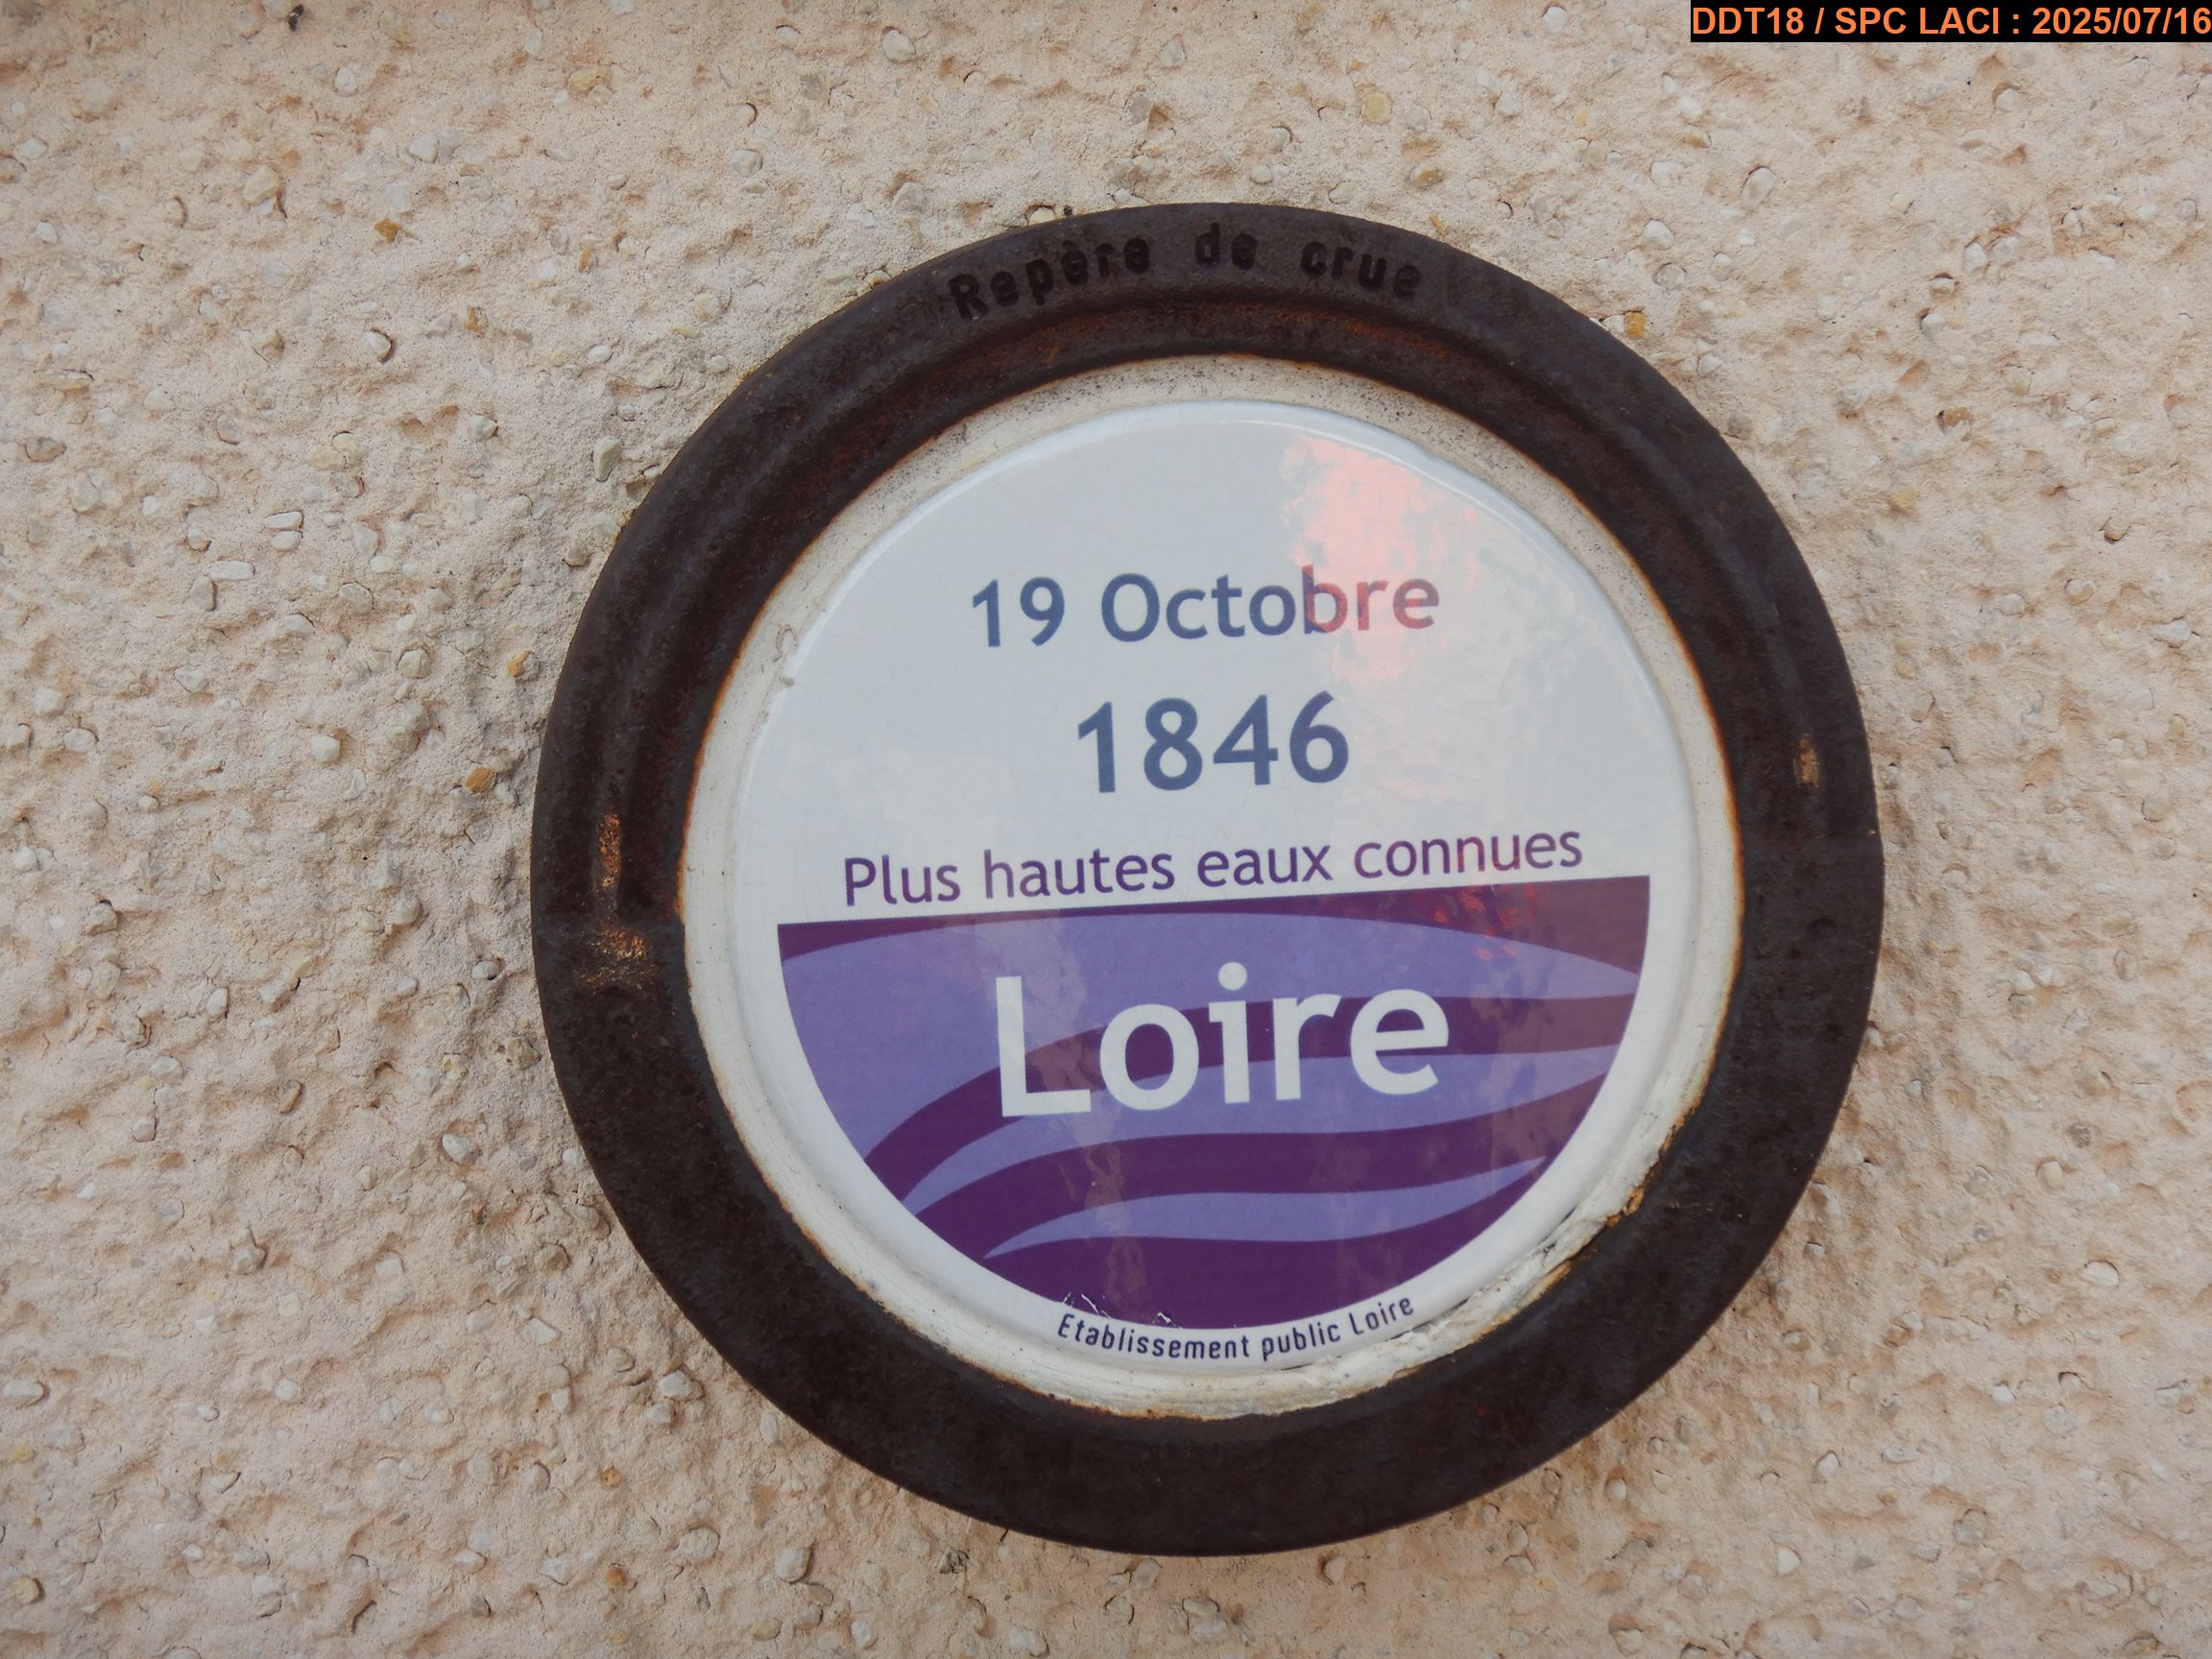 DDT18 / SPC LACI : 2025/07/16
Repère de crue
19 Octobre
1846
Plus hautes eaux connues
Loire
Etablissement public Loire